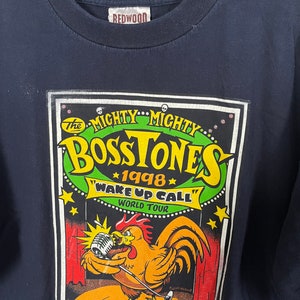 REDWOOD
The
MIGHTY MIGHTY
BOSSTONES
1998
"WAKE UP CALL"
WORLD TOUR